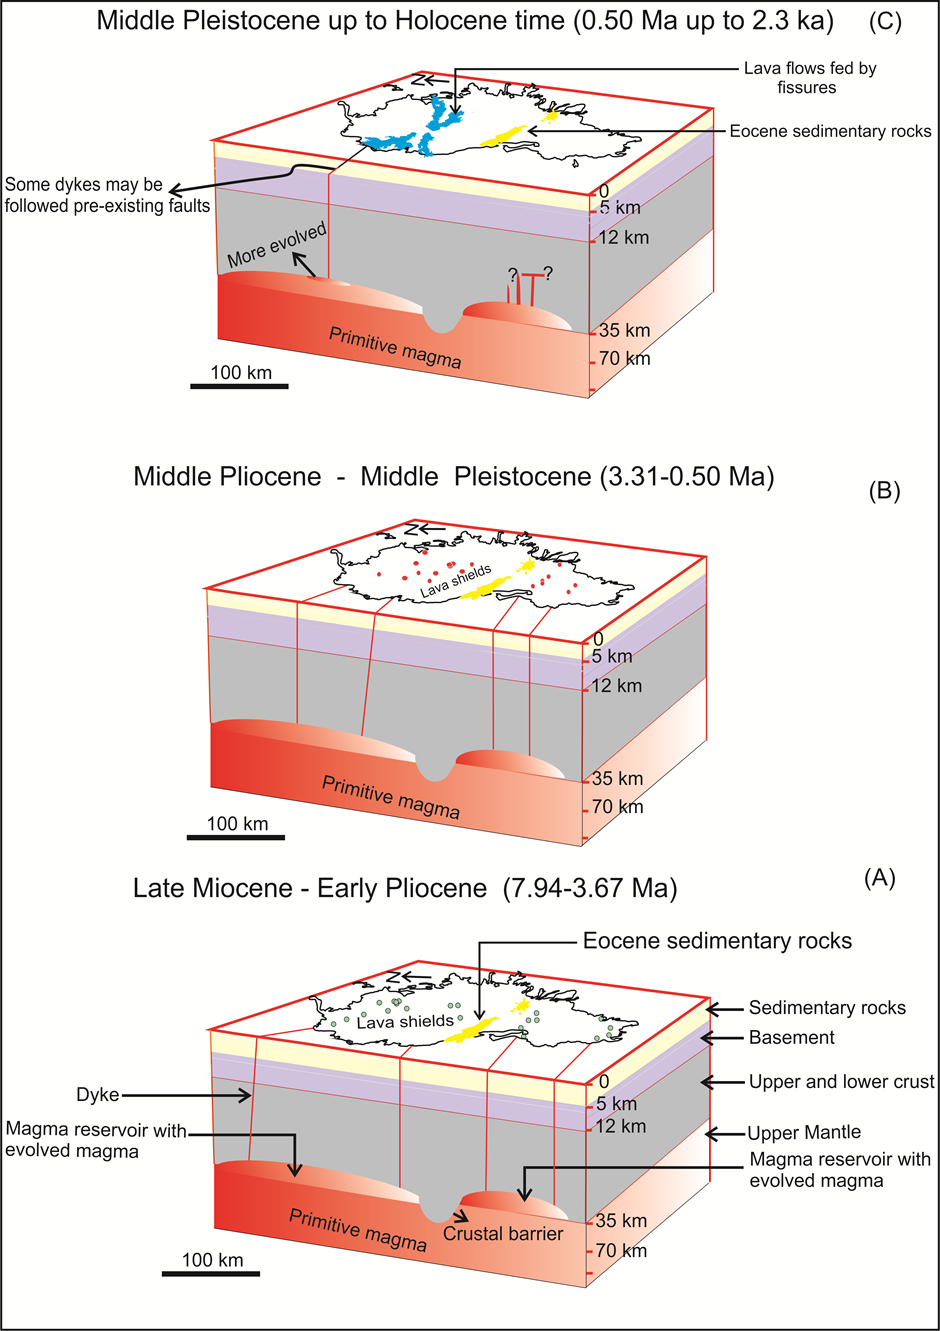 Middle Pleistocene up to Holocene time (0.50 Ma up to 2.3 ka)
(C)
N
Lava flows fed by
fissures
Eocene sedimentary rocks
Some dykes may be
followed pre-existing faults
0
5 km
12 km
More evolved
? ?
35 km
Primitive magma
70 km
100 km
Middle Pliocene - Middle Pleistocene (3.31-0.50 Ma)
(B)
N
Lava shields
0
5 km
12 km
35 km
Primitive magma
70 km
100 km
Late Miocene - Early Pliocene (7.94-3.67 Ma)
(A)
Eocene sedimentary rocks
N
Lava shields
Sedimentary rocks
Basement
0
Upper and lower crust
Dyke
5 km
12 km
Magma reservoir with
evolved magma
Upper Mantle
Magma reservoir with
evolved magma
35 km
Primitive magma
Crustal barrier
70 km
100 km